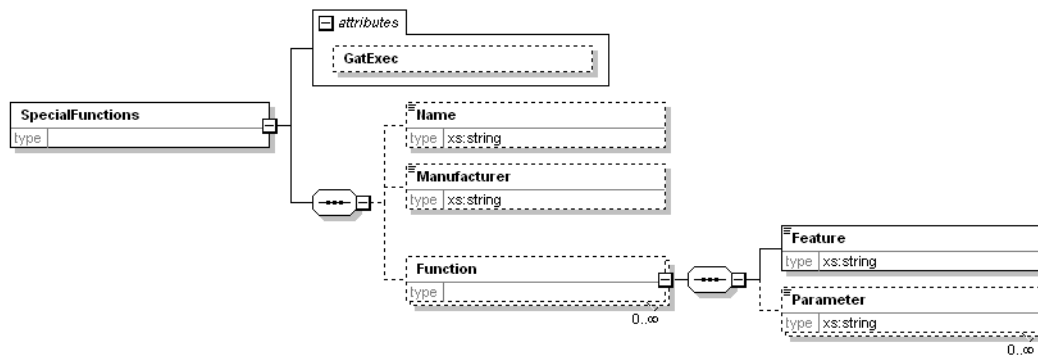 attributes
GatExec
SpecialFunctions
type
Name
type xs:string
Manufacturer
type xs:string
Function
type
0..∞
Feature
type xs:string
Parameter
type xs:string
0..∞